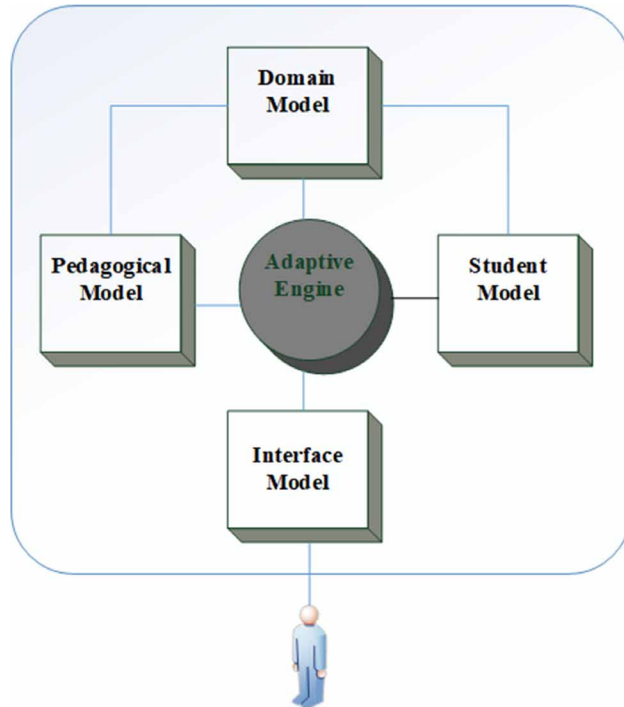 Domain
Model
Pedagogical
Model
Adaptive
Engine
Student
Model
Interface
Model